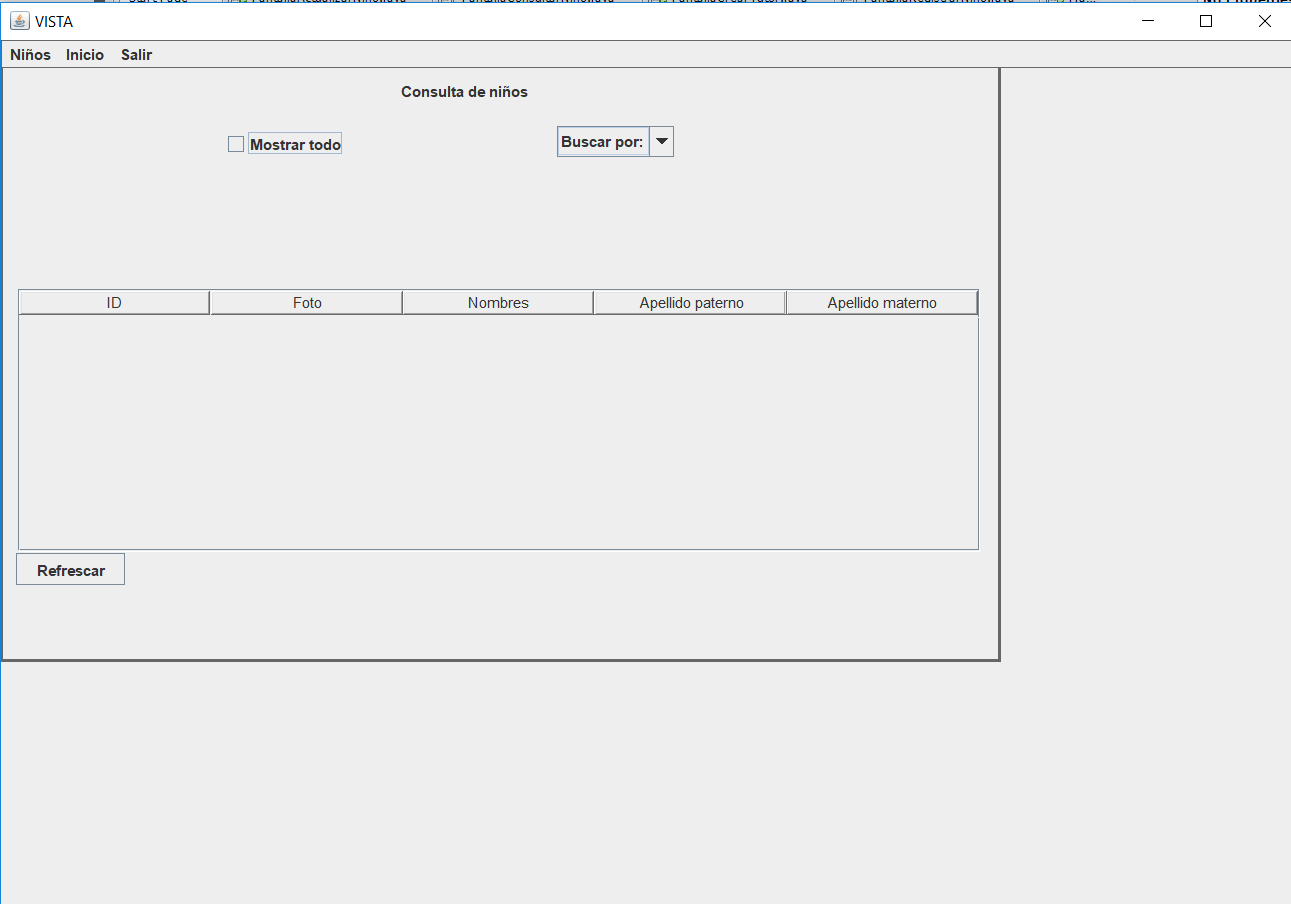 VISTA
Niños Inicio Salir
Consulta de niños
Mostrar todo Buscar por:
ID Foto Nombres Apellido paterno Apellido materno
Refrescar